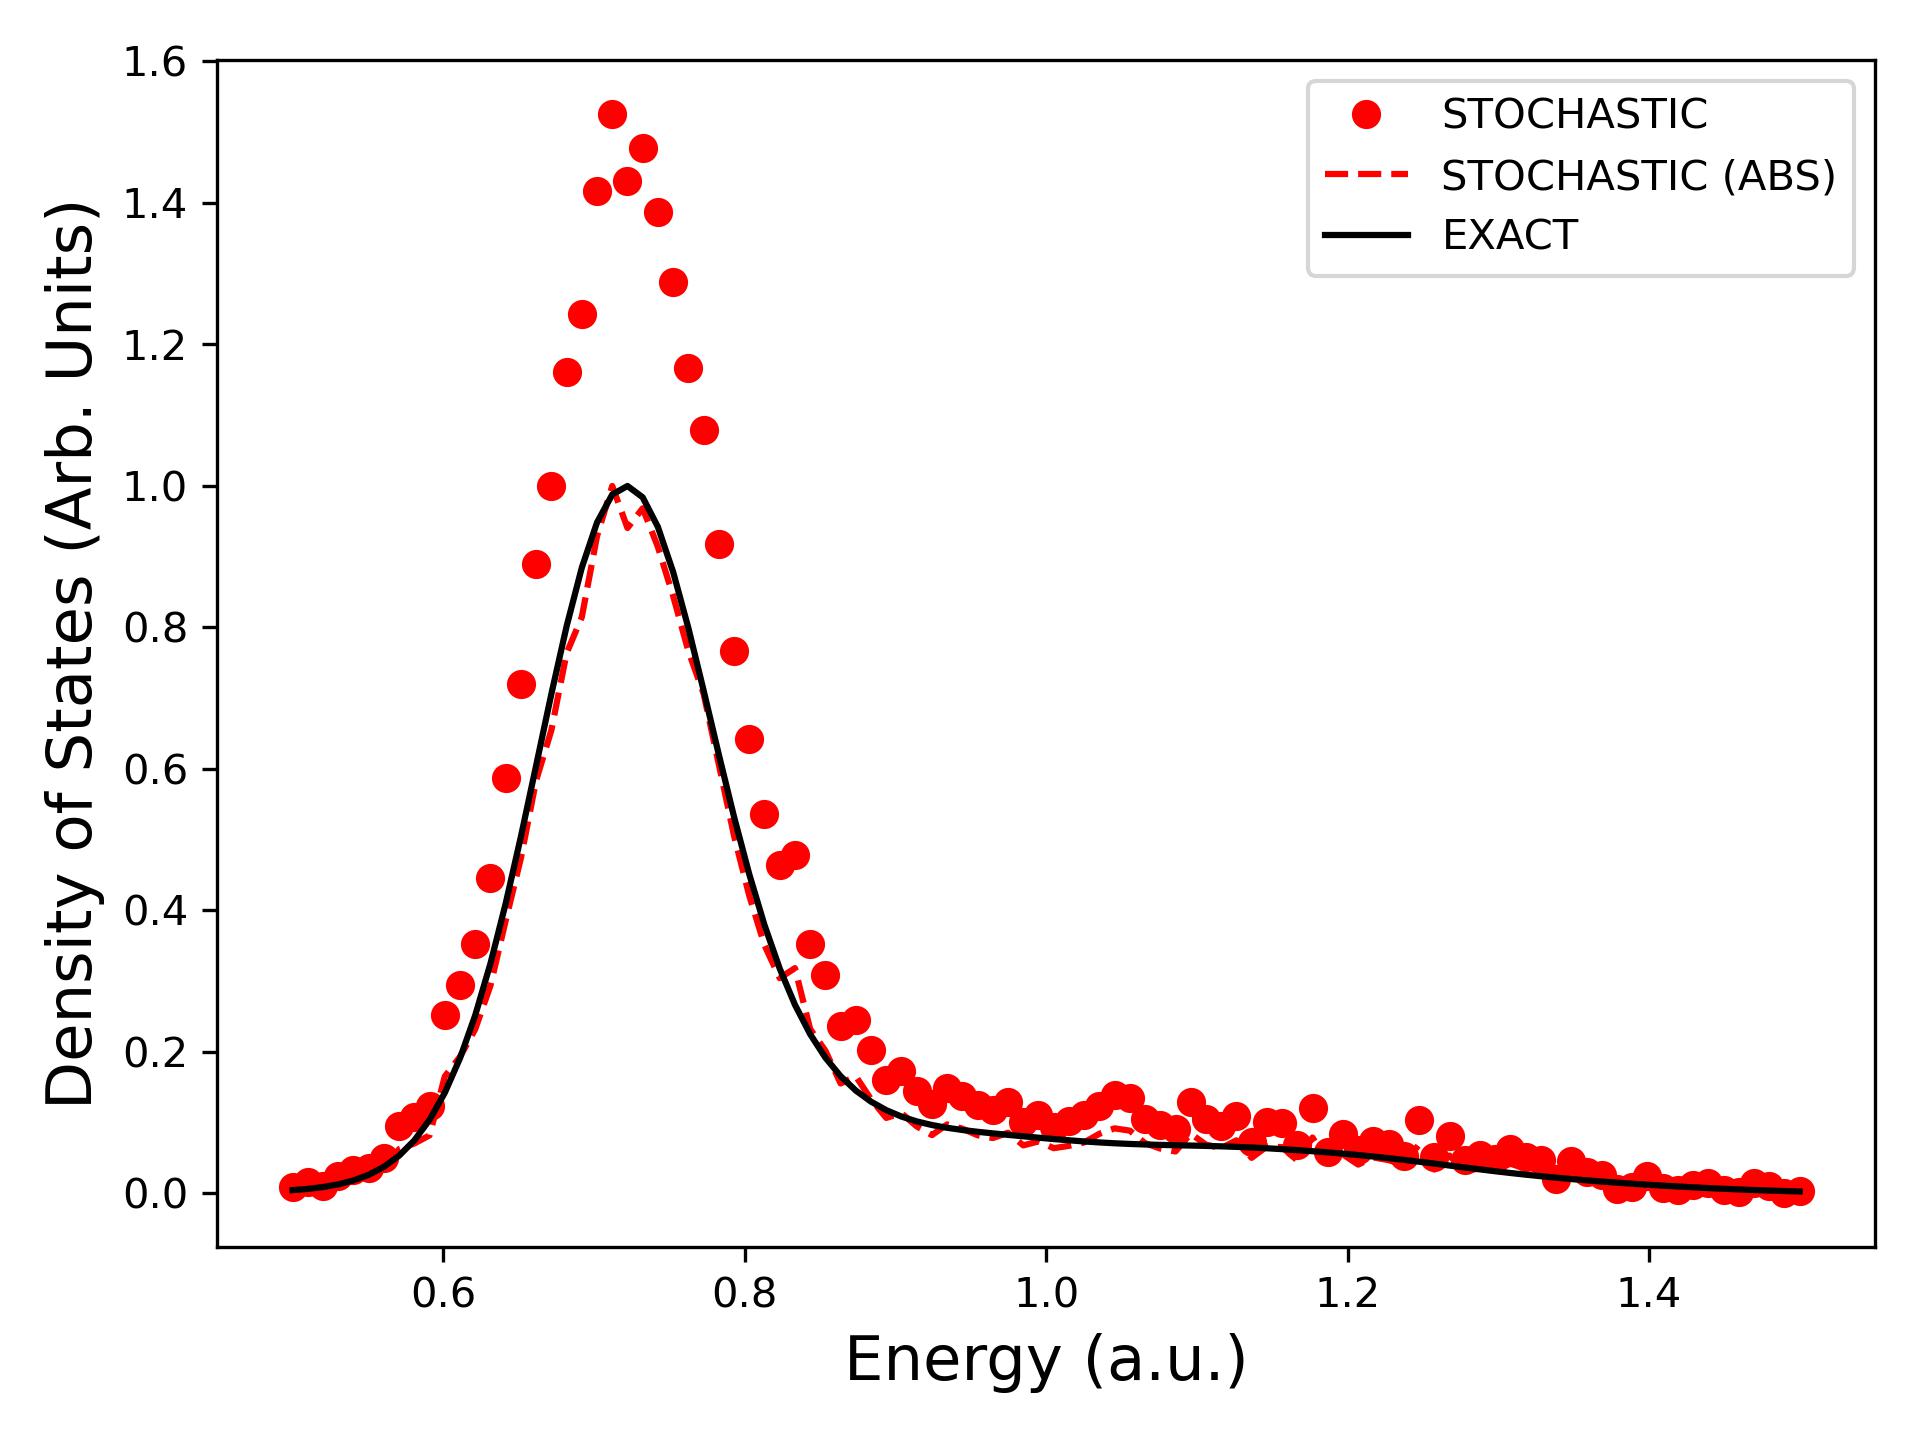 1.6
1.4
1.2
1.0
0.8
0.6
0.4
0.2
0.0
Density of States (Arb. Units)
STOCHASTIC
STOCHASTIC (ABS)
EXACT
0.6 0.8 1.0 1.2 1.4
Energy (a.u.)